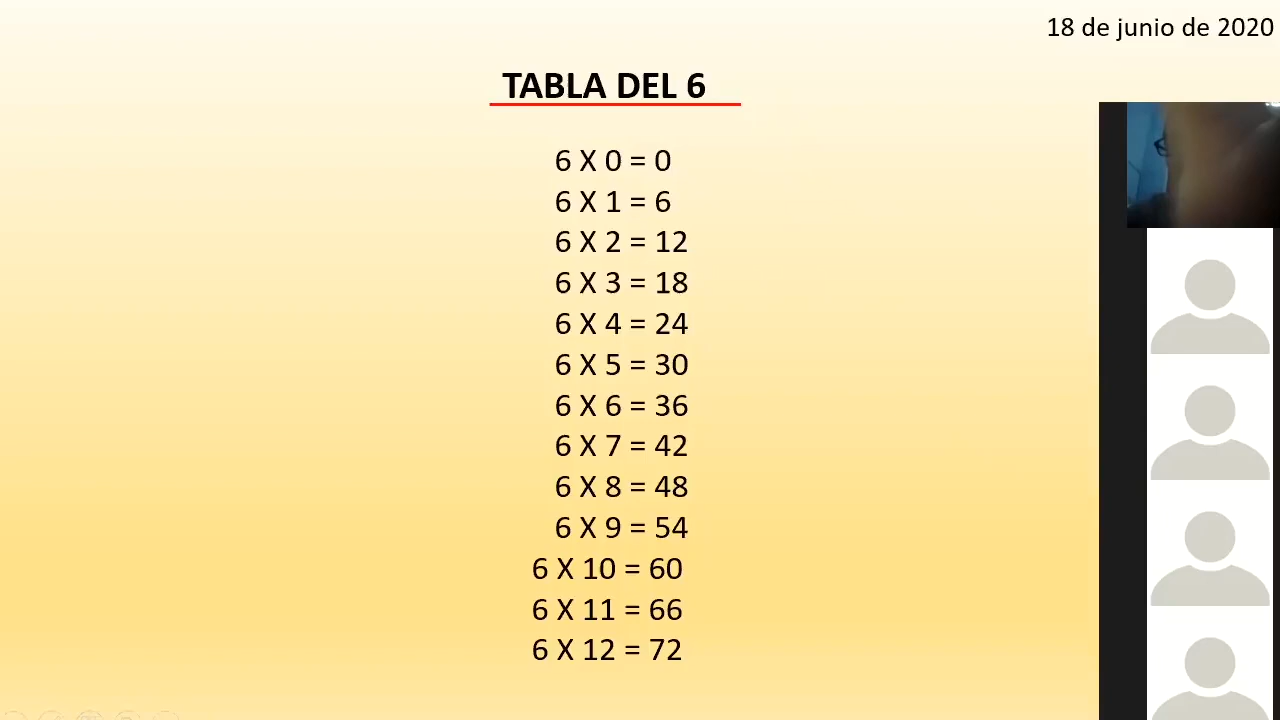 18 de junio de 2020
TABLA DEL 6
6 X 0 = 0
6 X 1 = 6
6 X 2 = 12
6 X 3 = 18
6 X 4 = 24
6 X 5 = 30
6 X 6 = 36
6 X 7 = 42
6 X 8 = 48
6 X 9 = 54
6 X 10 = 60
6 X 11 = 66
6 X 12 = 72